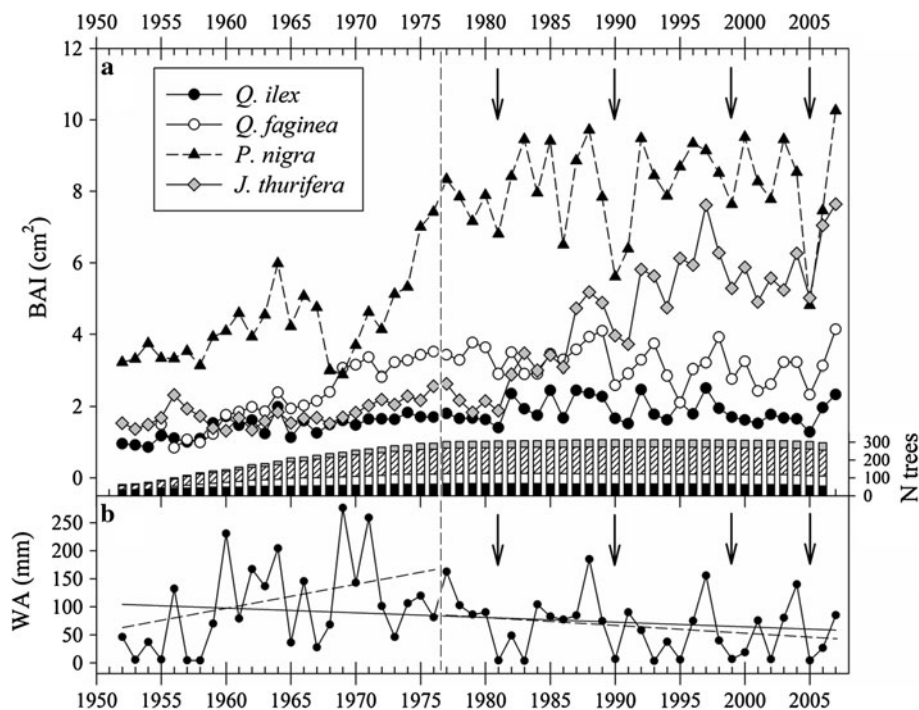 1950 1955 1960 1965 1970 1975 1980 1985 1990 1995 2000 2005
12
a
Q. ilex
Q. faginea
P. nigra
J. thurifera
10
8
6
4
2
0
BAI (cm²)
300
200
100
0
N trees
b
250
200
150
100
50
0
WA (mm)
1950 1955 1960 1965 1970 1975 1980 1985 1990 1995 2000 2005